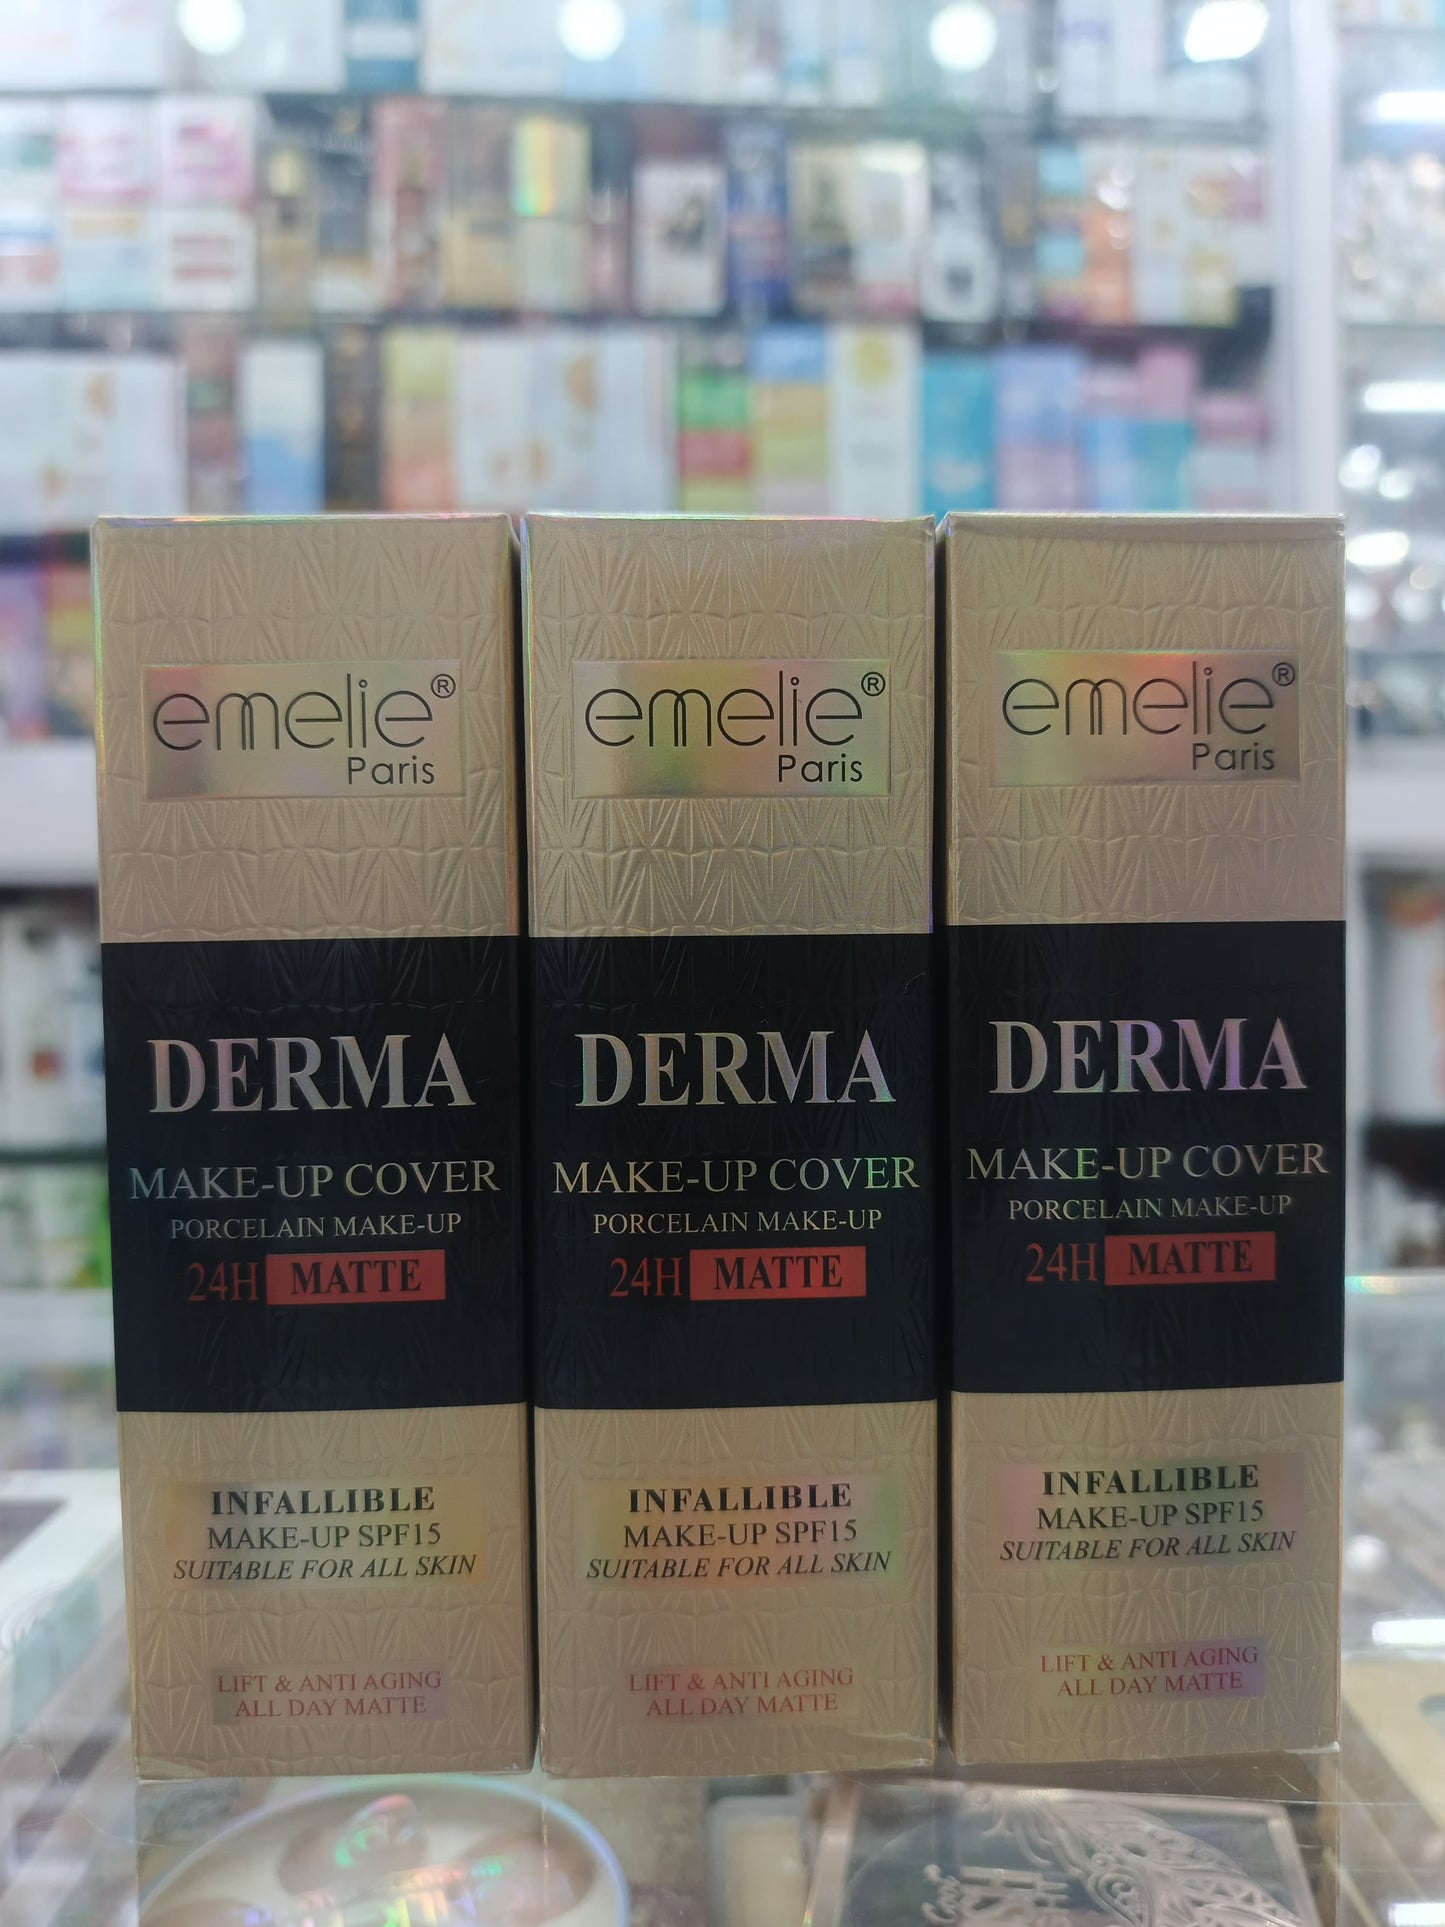 emelie®
Paris
DERMA
MAKE-UP COVER
PORCELAIN MAKE-UP
24H MATTE
INFALLIBLE
MAKE-UP SPF15
SUITABLE FOR ALL SKIN
LIFT & ANTI AGING
ALL DAY MATTE
emelie®
Paris
DERMA
MAKE-UP COVER
PORCELAIN MAKE-UP
24H MATTE
INFALLIBLE
MAKE-UP SPF15
SUITABLE FOR ALL SKIN
LIFT & ANTI AGING
ALL DAY MATTE
emelie®
Paris
DERMA
MAKE-UP COVER
PORCELAIN MAKE-UP
24H MATTE
INFALLIBLE
MAKE-UP SPF15
SUITABLE FOR ALL SKIN
LIFT & ANTI AGING
ALL DAY MATTE